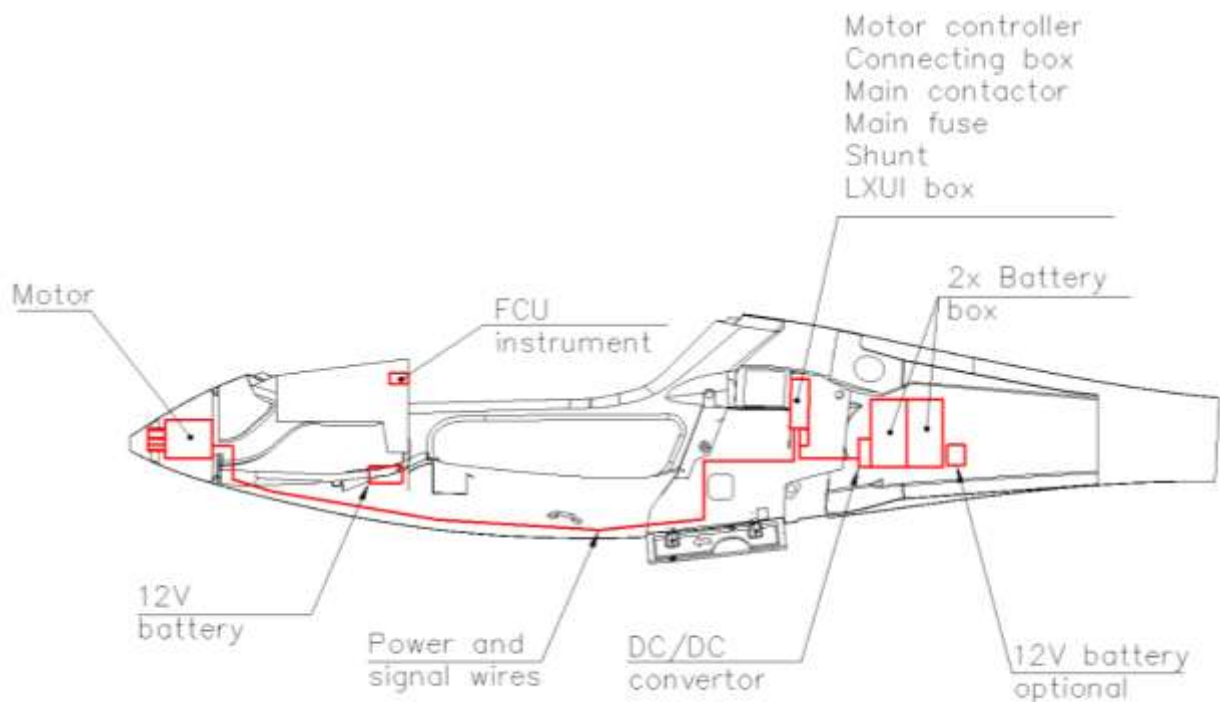 Motor controller
Connecting box
Main contactor
Main fuse
Shunt
LXUI box
2x Battery
box
Motor
FCU
instrument
12V
battery
Power and
signal wires
DC/DC
convertor
12V battery
optional